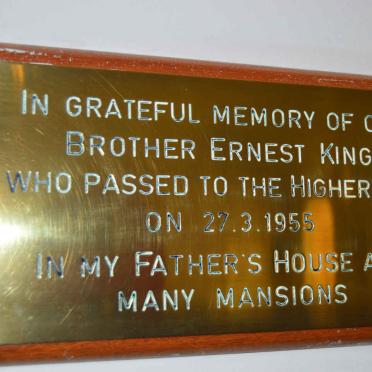 IN GRATEFUL MEMORY OF
BROTHER ERNEST KING
WHO PASSED TO THE HIGHER
ON 27.3.1955
IN MY FATHER'S HOUSE
MANY MANSIONS